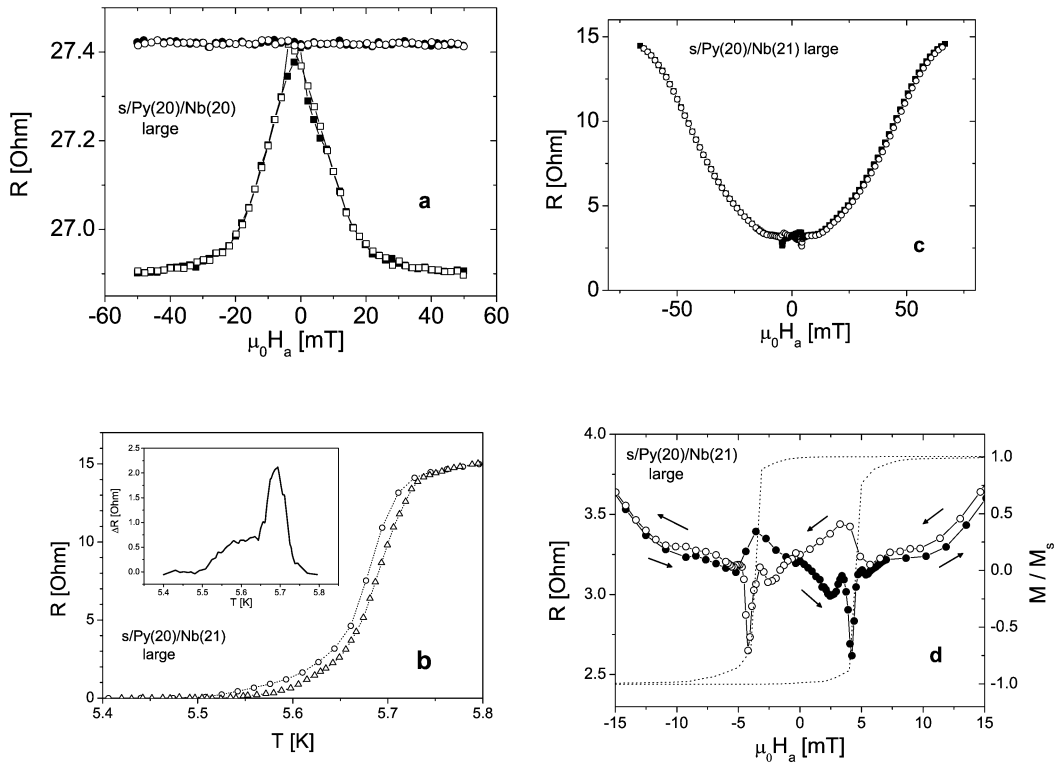 27.4
27.2
27.0
R [Ohm]
s/Py(20)/Nb(20)
large
a
-60 -40 -20 0 20 40 60
μ₀Hₐ [mT]
15
10
5
0
R [Ohm]
s/Py(20)/Nb(21) large
c
-50 0 50
μ₀Hₐ [mT]
15
10
5
0
R [Ohm]
2.5
2.0
1.5
1.0
0.5
0.0
ΔR [Ohm]
5.4 5.5 5.6 5.7 5.8
T [K]
s/Py(20)/Nb(21)
large
b
5.4 5.5 5.6 5.7 5.8
T [K]
4.0
3.5
3.0
2.5
R [Ohm]
s/Py(20)/Nb(21)
large
d
1.0
0.5
0.0
-0.5
-1.0
M / Mₛ
-15 -10 -5 0 5 10 15
μ₀Hₐ [mT]